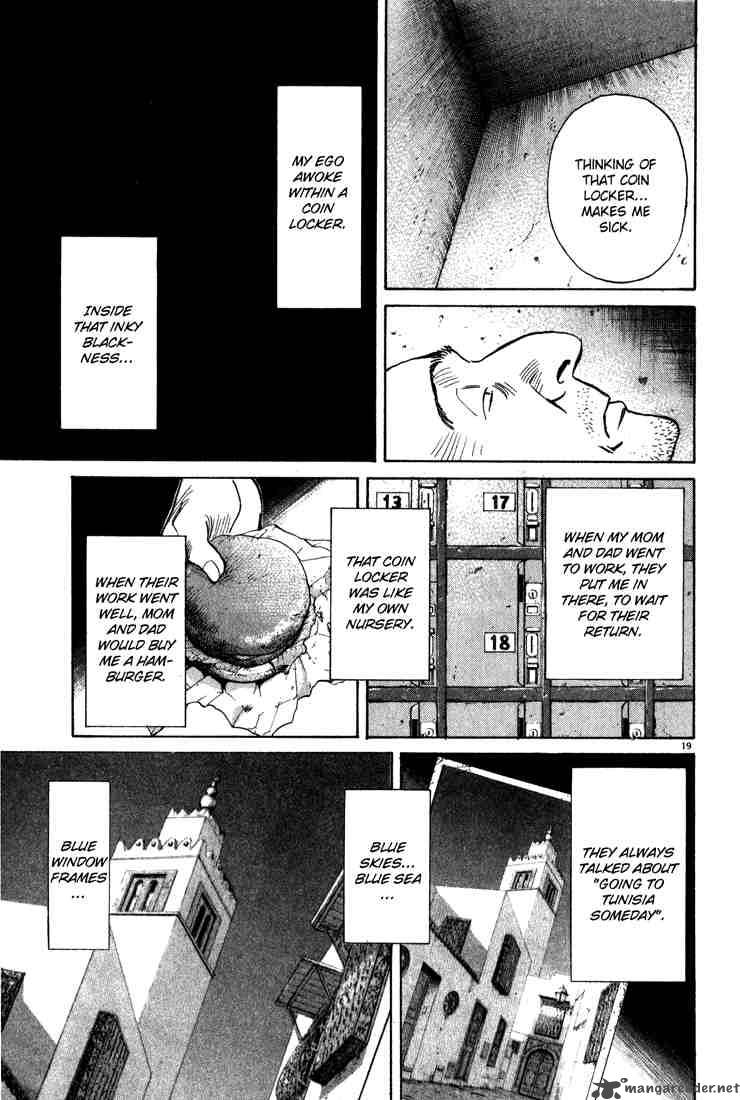 THINKING OF
THAT COIN
LOCKER...
MAKES ME
SICK.
MY EGO
AWOKE
WITHIN A
COIN
LOCKER.
INSIDE
THAT INKY
BLACK-
NESS...
13
17
18
WHEN MY MOM
AND DAD WENT
TO WORK, THEY
PUT ME IN
THERE, TO WAIT
FOR THEIR
RETURN.
THAT COIN
LOCKER
WAS LIKE
MY OWN
NURSERY.
WHEN THEIR
WORK WENT
WELL, MOM
AND DAD
WOULD BUY
ME A HAM-
BURGER.
19
THEY ALWAYS
TALKED ABOUT
"GOING TO
TUNISIA
SOMEDAY".
BLUE
SKIES...
BLUE SEA
...
BLUE
WINDOW
FRAMES
...
mangareader.net